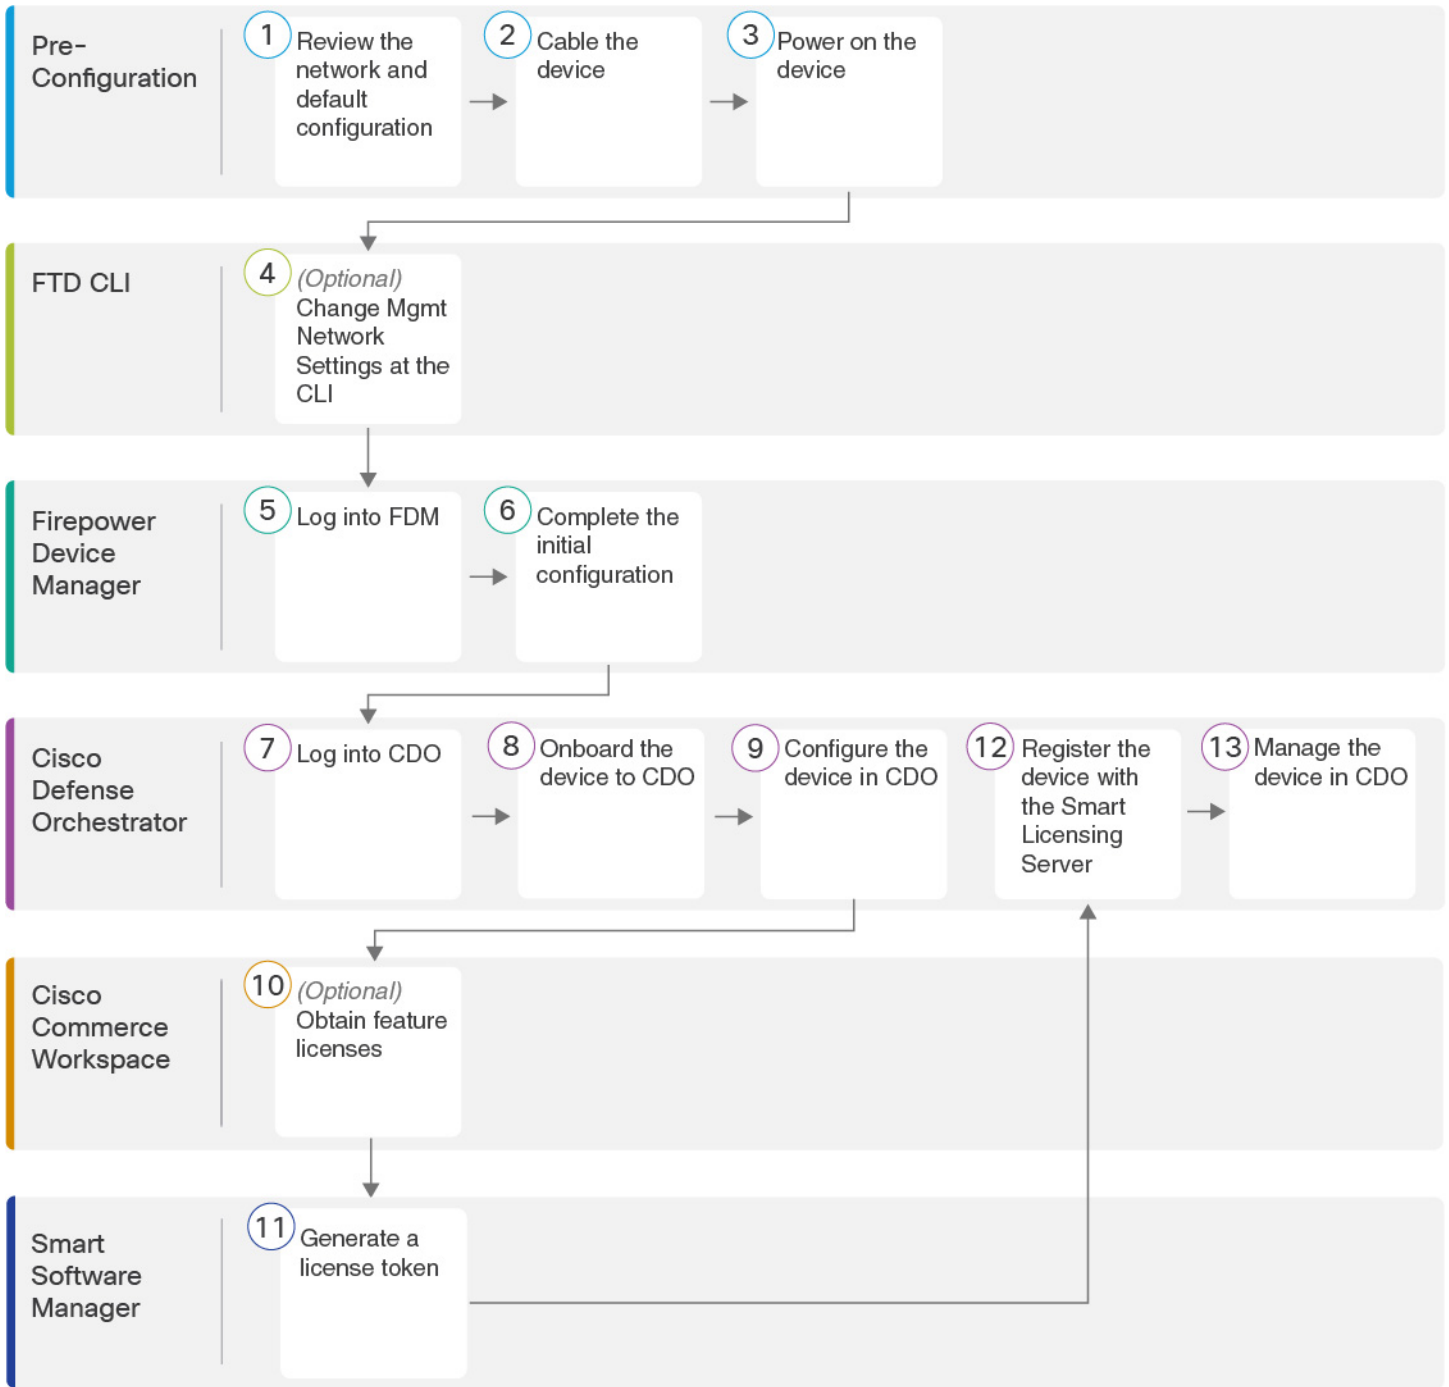 Pre-
Configuration
1
Review the
network and
default
configuration
2
Cable the
device
3
Power on the
device
FTD CLI
4
(Optional)
Change Mgmt
Network
Settings at the
CLI
Firepower
Device
Manager
5
Log into FDM
6
Complete the
initial
configuration
Cisco
Defense
Orchestrator
7
Log into CDO
8
Onboard the
device to CDO
9
Configure the
device in CDO
12
Register the
device with
the Smart
Licensing
Server
13
Manage the
device in CDO
Cisco
Commerce
Workspace
10
(Optional)
Obtain feature
licenses
Smart
Software
Manager
11
Generate a
license token